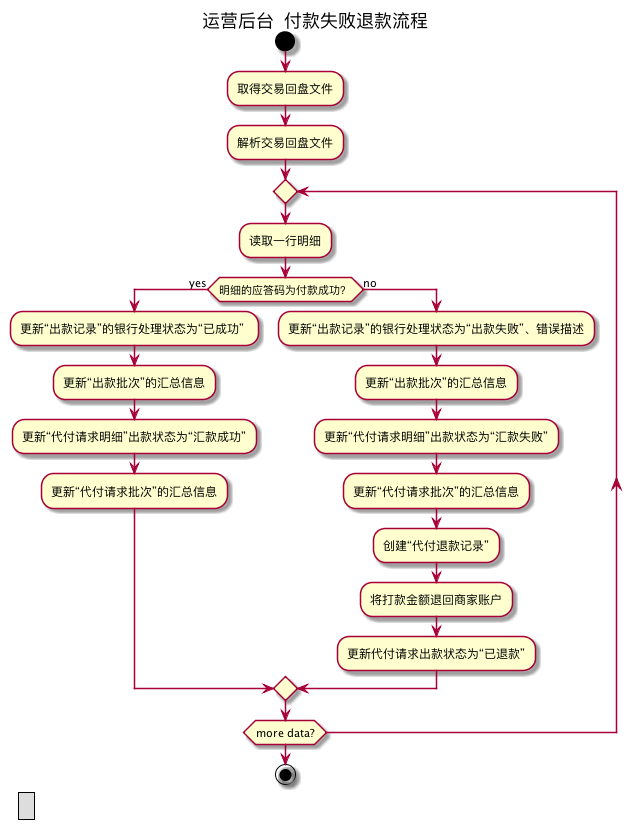 运营后台 付款失败退款流程
取得交易回盘文件
解析交易回盘文件
读取一行明细
yes
明细的应答码为付款成功?
no
更新“出款记录”的银行处理状态为“已成功”
更新“出款记录”的银行处理状态为“出款失败”、错误描述
更新“出款批次”的汇总信息
更新“出款批次”的汇总信息
更新“代付请求明细”出款状态为“汇款成功”
更新“代付请求明细”出款状态为“汇款失败”
更新“代付请求批次”的汇总信息
更新“代付请求批次”的汇总信息
创建“代付退款记录”
将打款金额退回商家账户
更新代付请求出款状态为“已退款”
more data?